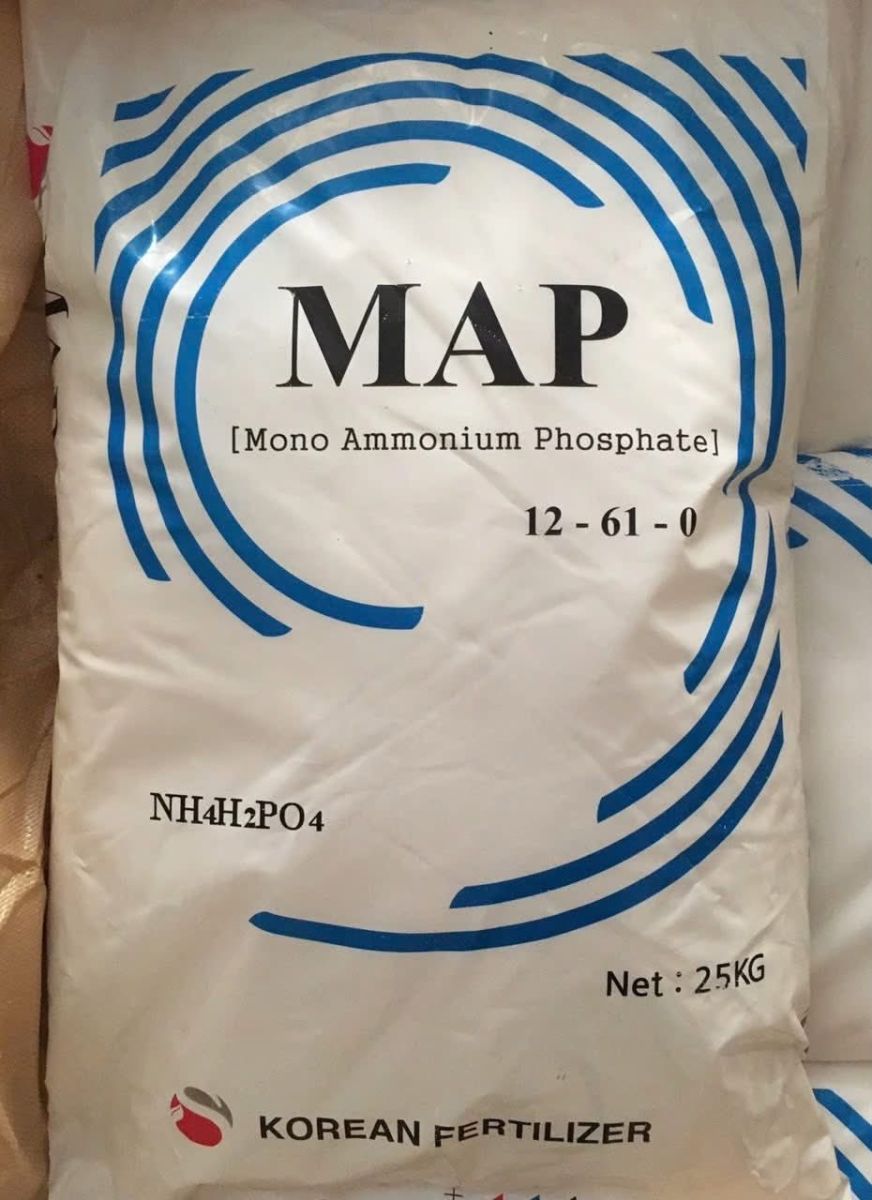 MAP
[Mono Ammonium Phosphate]
12 - 61 - 0
NH4H2PO4
Net : 25KG
KOREAN FERTILIZER